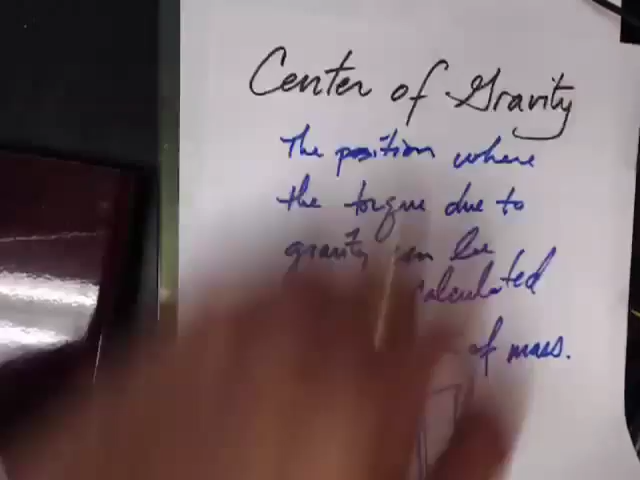 Center of Gravity
The position where
the torque due to
gravity can be
calculated
of mass.